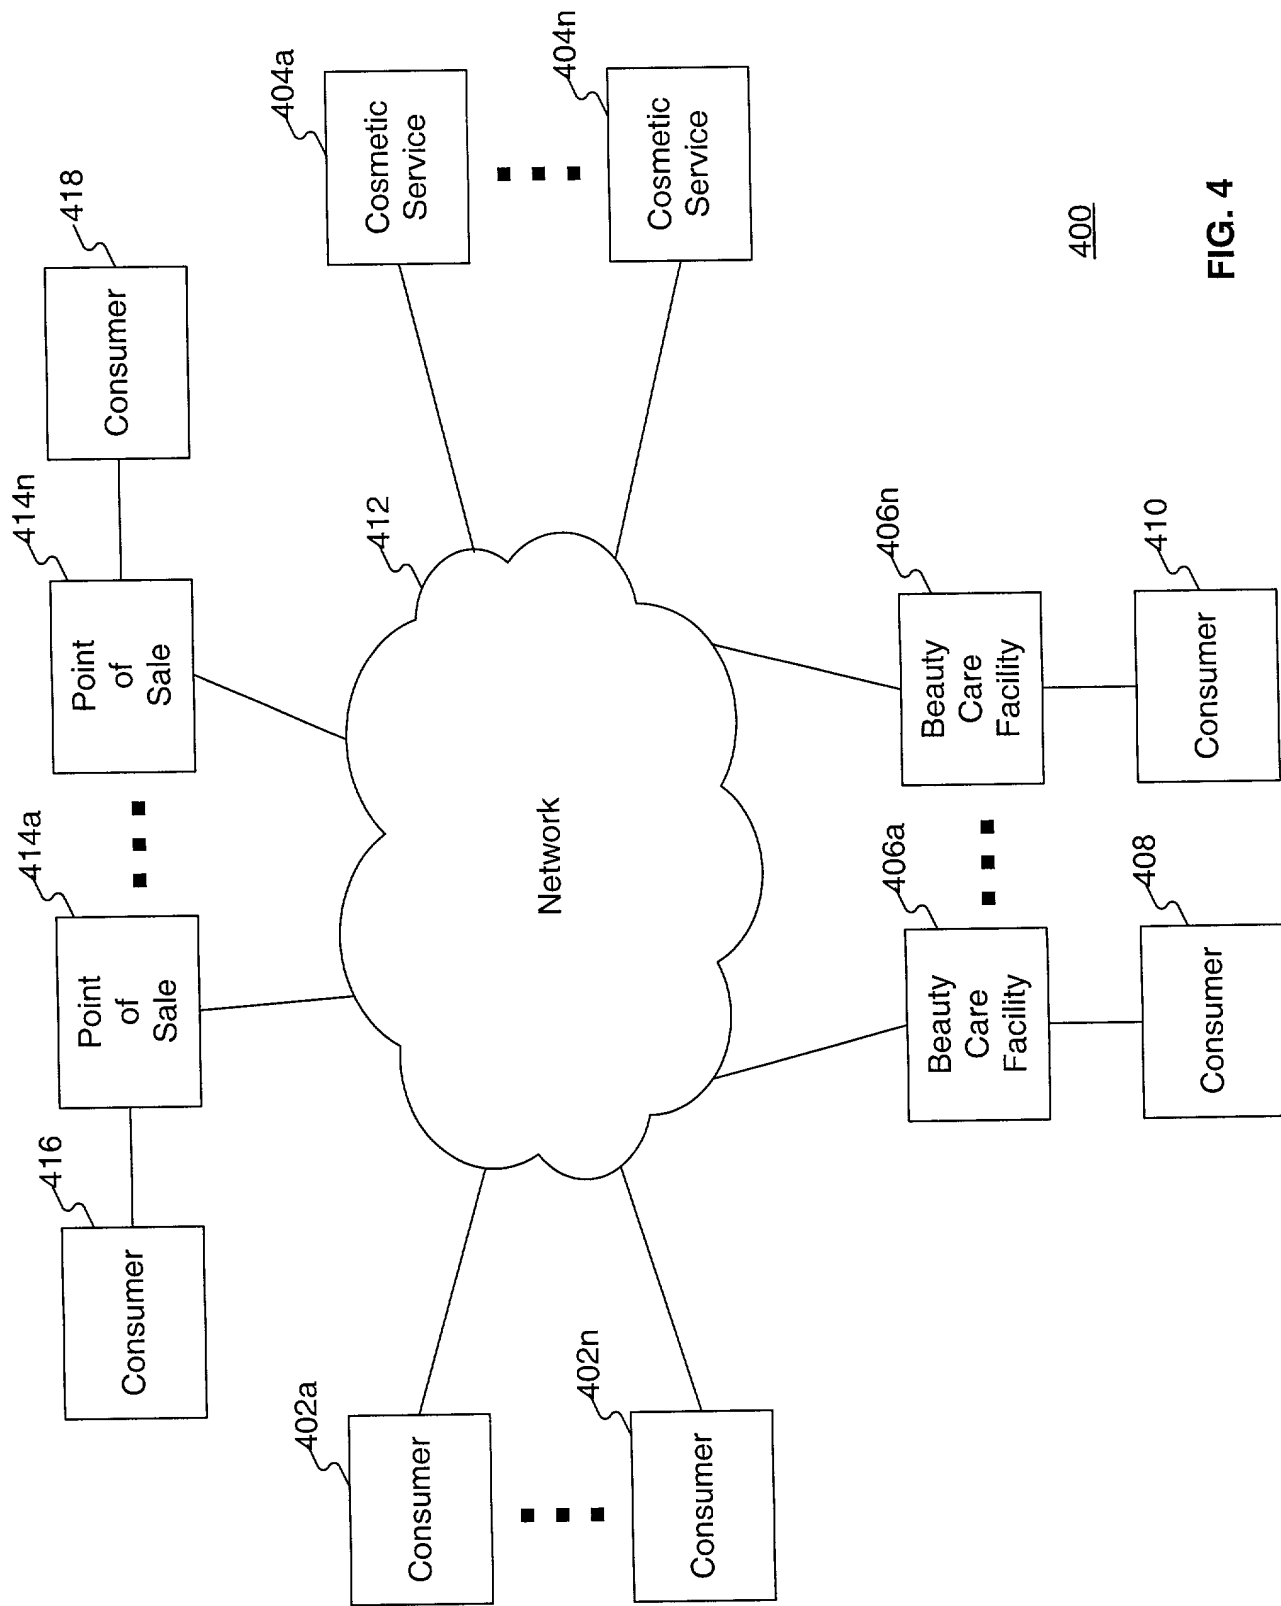 416
Consumer
414a
Point
of
Sale
414n
Point
of
Sale
418
Consumer
402a
Consumer
402n
Consumer
412
Network
404a
Cosmetic
Service
404n
Cosmetic
Service
406a
Beauty
Care
Facility
406n
Beauty
Care
Facility
408
Consumer
410
Consumer
400
FIG. 4